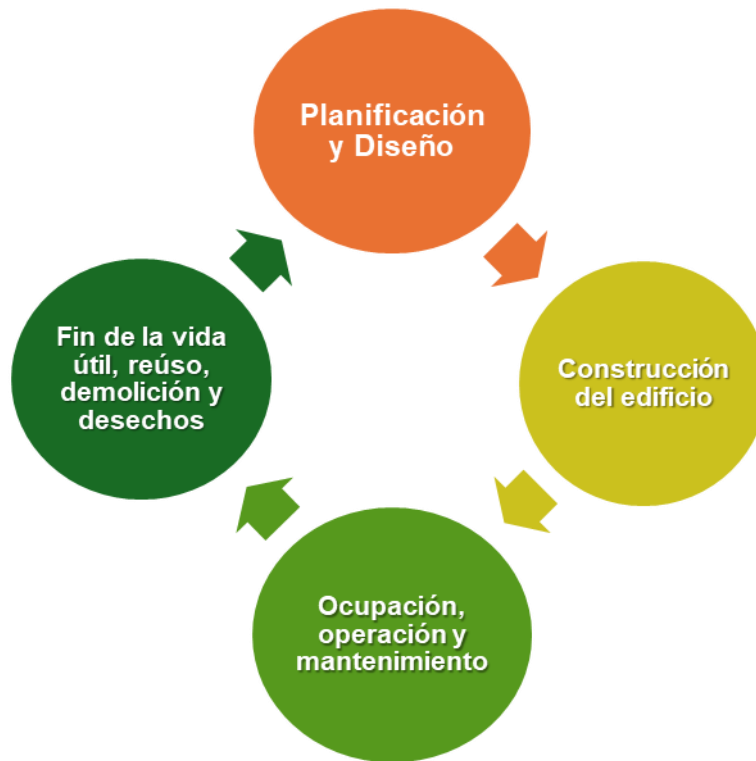 Planificación
y Diseño
Construcción
del edificio
Ocupación,
operación y
mantenimiento
Fin de la vida
útil, reúso,
demolición y
desechos